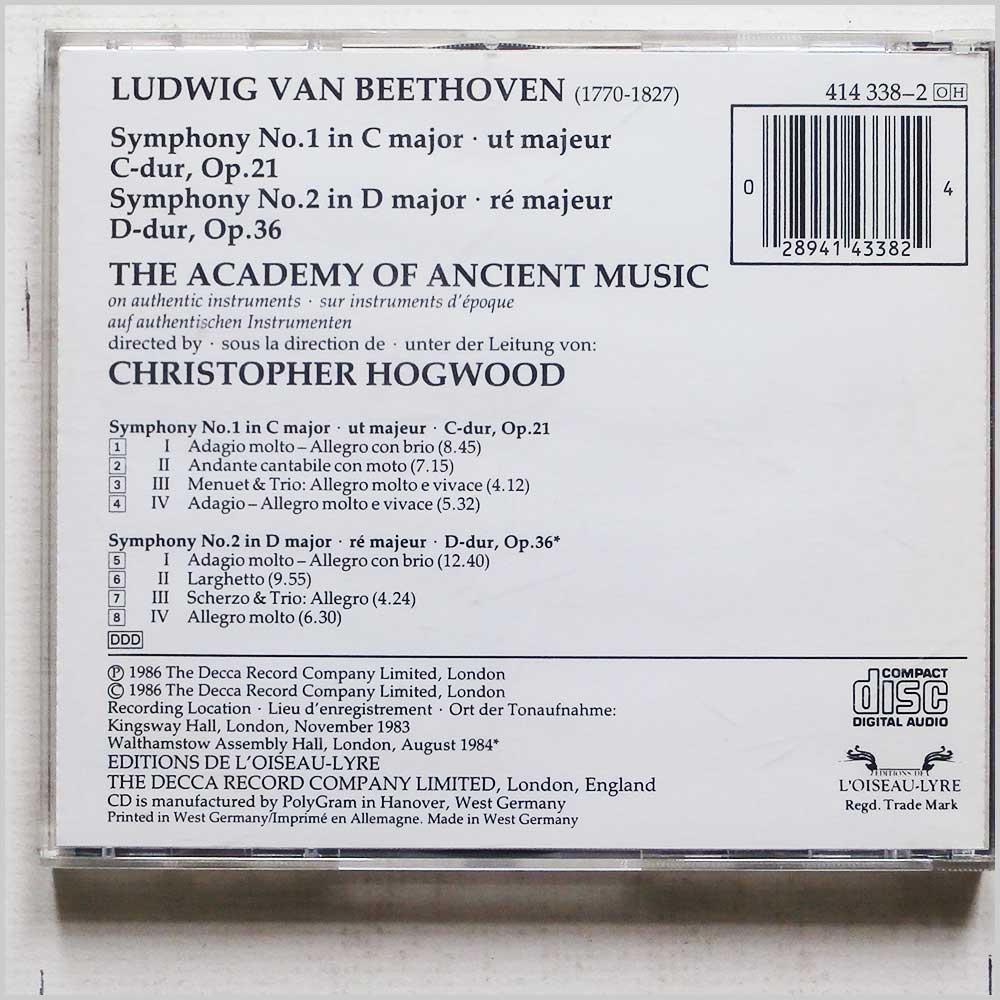 LUDWIG VAN BEETHOVEN (1770-1827)
414 338–2 OH
Symphony No.1 in C major · ut majeur
C-dur, Op.21
Symphony No.2 in D major · ré majeur
D-dur, Op.36
0 28941 43382 4
THE ACADEMY OF ANCIENT MUSIC
on authentic instruments · sur instruments d'époque
auf authentischen Instrumenten
directed by · sous la direction de · unter der Leitung von:
CHRISTOPHER HOGWOOD
Symphony No.1 in C major · ut majeur · C-dur, Op.21
1 I Adagio molto – Allegro con brio (8.45)
2 II Andante cantabile con moto (7.15)
3 III Menuet & Trio: Allegro molto e vivace (4.12)
4 IV Adagio – Allegro molto e vivace (5.32)
Symphony No.2 in D major · ré majeur · D-dur, Op.36*
5 I Adagio molto – Allegro con brio (12.40)
6 II Larghetto (9.55)
7 III Scherzo & Trio: Allegro (4.24)
8 IV Allegro molto (6.30)
DDD
℗ 1986 The Decca Record Company Limited, London
© 1986 The Decca Record Company Limited, London
Recording Location · Lieu d'enregistrement · Ort der Tonaufnahme:
Kingsway Hall, London, November 1983
Walthamstow Assembly Hall, London, August 1984*
EDITIONS DE L'OISEAU-LYRE
THE DECCA RECORD COMPANY LIMITED, London, England
CD is manufactured by PolyGram in Hanover, West Germany
Printed in West Germany/Imprimé en Allemagne. Made in West Germany
COMPACT
disc
DIGITAL AUDIO
EDITIONS DE
L'OISEAU-LYRE
Regd. Trade Mark